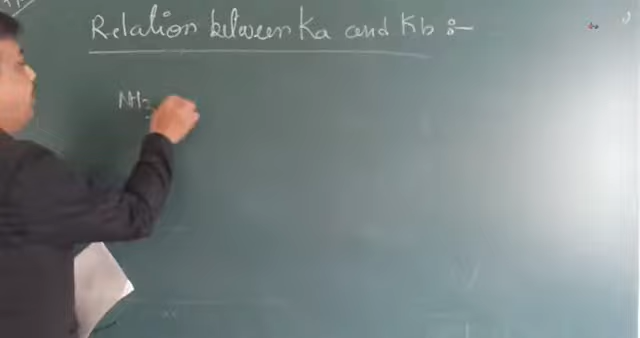 Relation between Ka and Kb :-
NH3